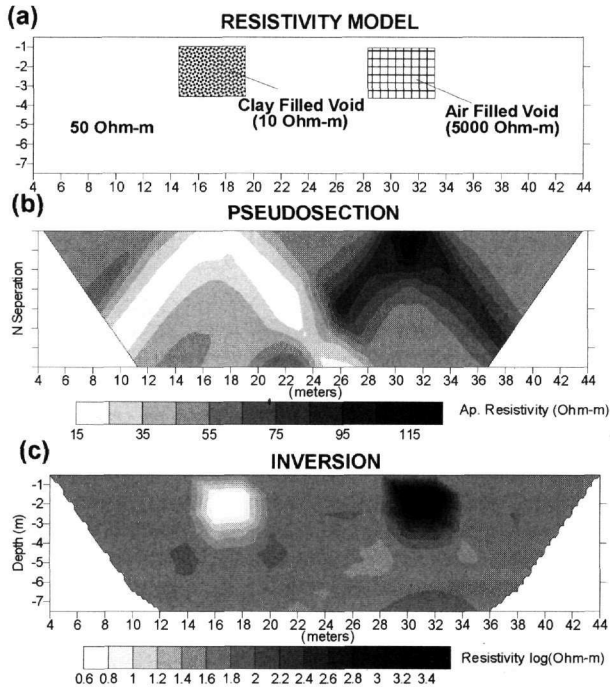 (a)
RESISTIVITY MODEL
-1
-2
-3
-4
-5
-6
-7
Clay Filled Void
(10 Ohm-m)
Air Filled Void
(5000 Ohm-m)
50 Ohm-m
4 6 8 10 12 14 16 18 20 22 24 26 28 30 32 34 36 38 40 42 44
(b)
PSEUDOSECTION
N Seperation
4 6 8 10 12 14 16 18 20 22 24 26 28 30 32 34 36 38 40 42 44
(meters)
Ap. Resistivity (Ohm-m)
15 35 55 75 95 115
(c)
INVERSION
Depth (m)
-1
-2
-3
-4
-5
-6
-7
4 6 8 10 12 14 16 18 20 22 24 26 28 30 32 34 36 38 40 42 44
(meters)
Resistivity log(Ohm-m)
0.6 0.8 1 1.2 1.4 1.6 1.8 2 2.2 2.4 2.6 2.8 3 3.2 3.4